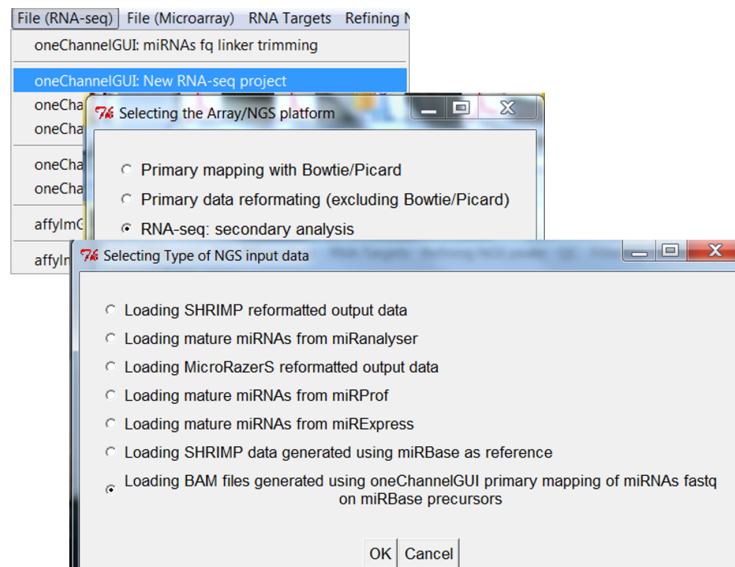 File (RNA-seq) File (Microarray) RNA Targets Refining
oneChannelGUI: miRNAs fq linker trimming
oneChannelGUI: New RNA-seq project
oneCha
Selecting the Array/NGS platform
oneCha
oneCha
Primary mapping with Bowtie/Picard
oneCha
Primary data reformating (excluding Bowtie/Picard)
affyImG
RNA-seq: secondary analysis
affyIm
Selecting Type of NGS input data
Loading SHRIMP reformatted output data
Loading mature miRNAs from miRanalyser
Loading MicroRazerS reformatted output data
Loading mature miRNAs from miRProf
Loading mature miRNAs from miRExpress
Loading SHRIMP data generated using miRBase as reference
Loading BAM files generated using oneChannelGUI primary mapping of miRNAs fastq
on miRBase precursors
OK Cancel